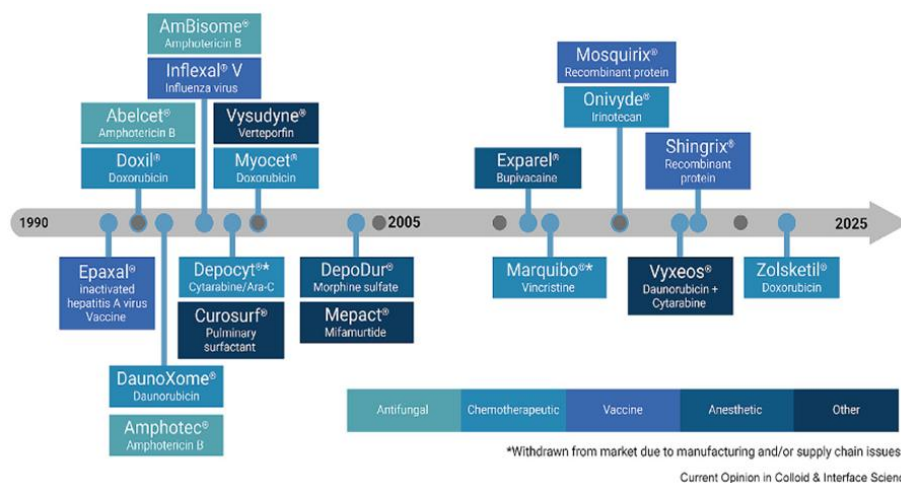 AmBisome®
Amphotericin B
Inflexal® V
Influenza virus
Abelcet®
Amphotericin B
Doxil®
Doxorubicin
Vysudyne®
Verteporfin
Myocet®
Doxorubicin
Exparel®
Bupivacaine
Mosquirix®
Recombinant protein
Onivyde®
Irinotecan
Shingrix®
Recombinant
protein
1990
2005
2025
Epaxal®
inactivated
hepatitis A virus
Vaccine
DaunoXome®
Daunorubicin
Amphotec®
Amphotericin B
Depocyt®*
Cytarabine/Ara-C
Curosurf®
Pulminary
surfactant
DepoDur®
Morphine sulfate
Mepact®
Mifamurtide
Marquibo®*
Vincristine
Vyxeos®
Daunorubicin +
Cytarabine
Zolsketil®
Doxorubicin
Antifungal
Chemotherapeutic
Vaccine
Anesthetic
Other
*Withdrawn from market due to manufacturing and/or supply chain issues
Current Opinion in Colloid & Interface Scienc